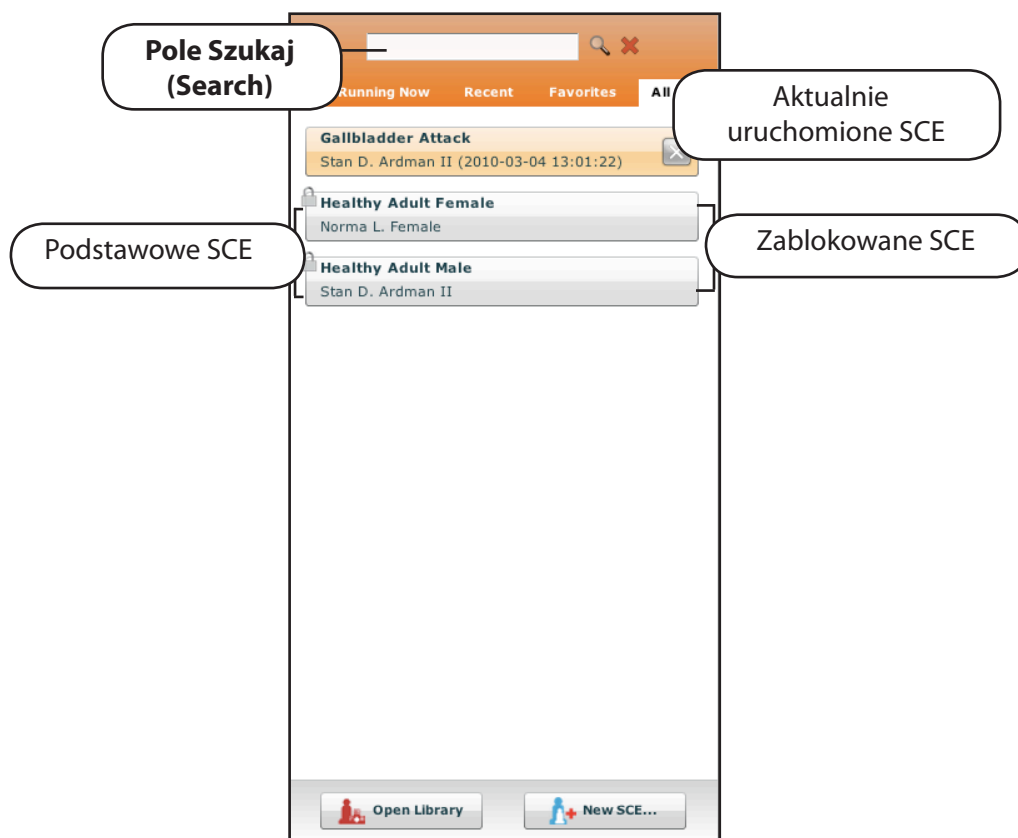 Pole Szukaj
(Search)
Running Now Recent Favorites All
Aktualnie
uruchomione SCE
Gallbladder Attack
Stan D. Ardman II (2010-03-04 13:01:22)
Healthy Adult Female
Norma L. Female
Podstawowe SCE
Zablokowane SCE
Healthy Adult Male
Stan D. Ardman II
Open Library
New SCE...